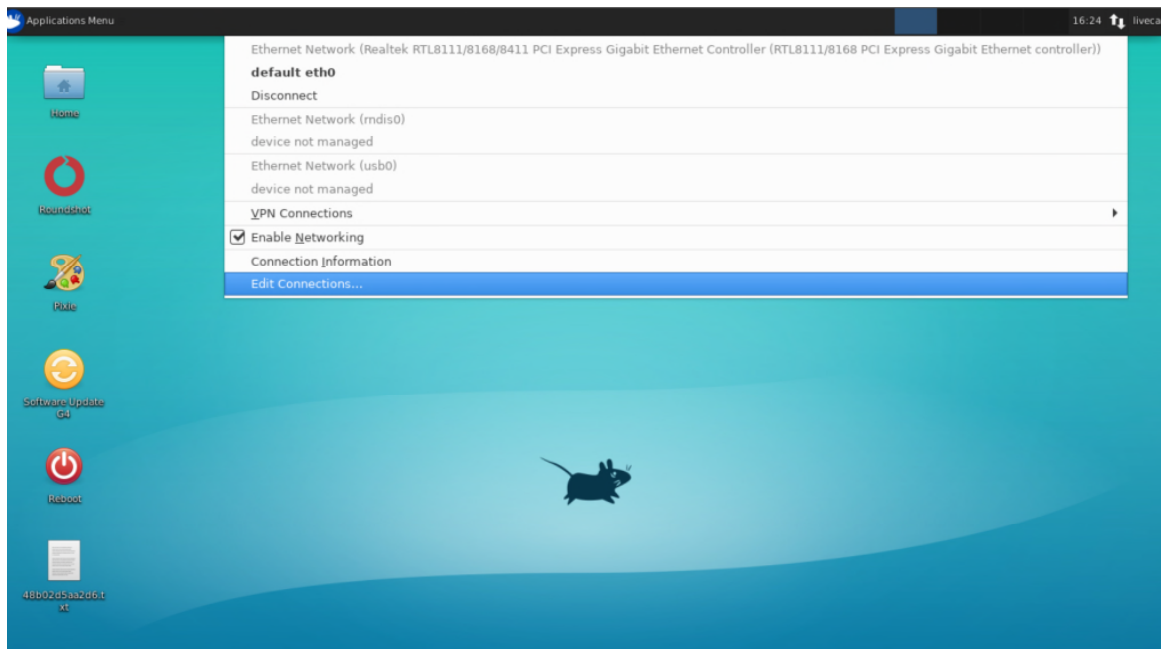 Applications Menu
16:24
liveca
Ethernet Network (Realtek RTL8111/8168/8411 PCI Express Gigabit Ethernet Controller (RTL8111/8168 PCI Express Gigabit Ethernet controller))
default eth0
Disconnect
Ethernet Network (rndis0)
device not managed
Ethernet Network (usb0)
device not managed
VPN Connections
Enable Networking
Connection Information
Edit Connections...
Home
Roundshot
Pixie
Software Update
G4
Reboot
48b02d5aa2d6.t
xt